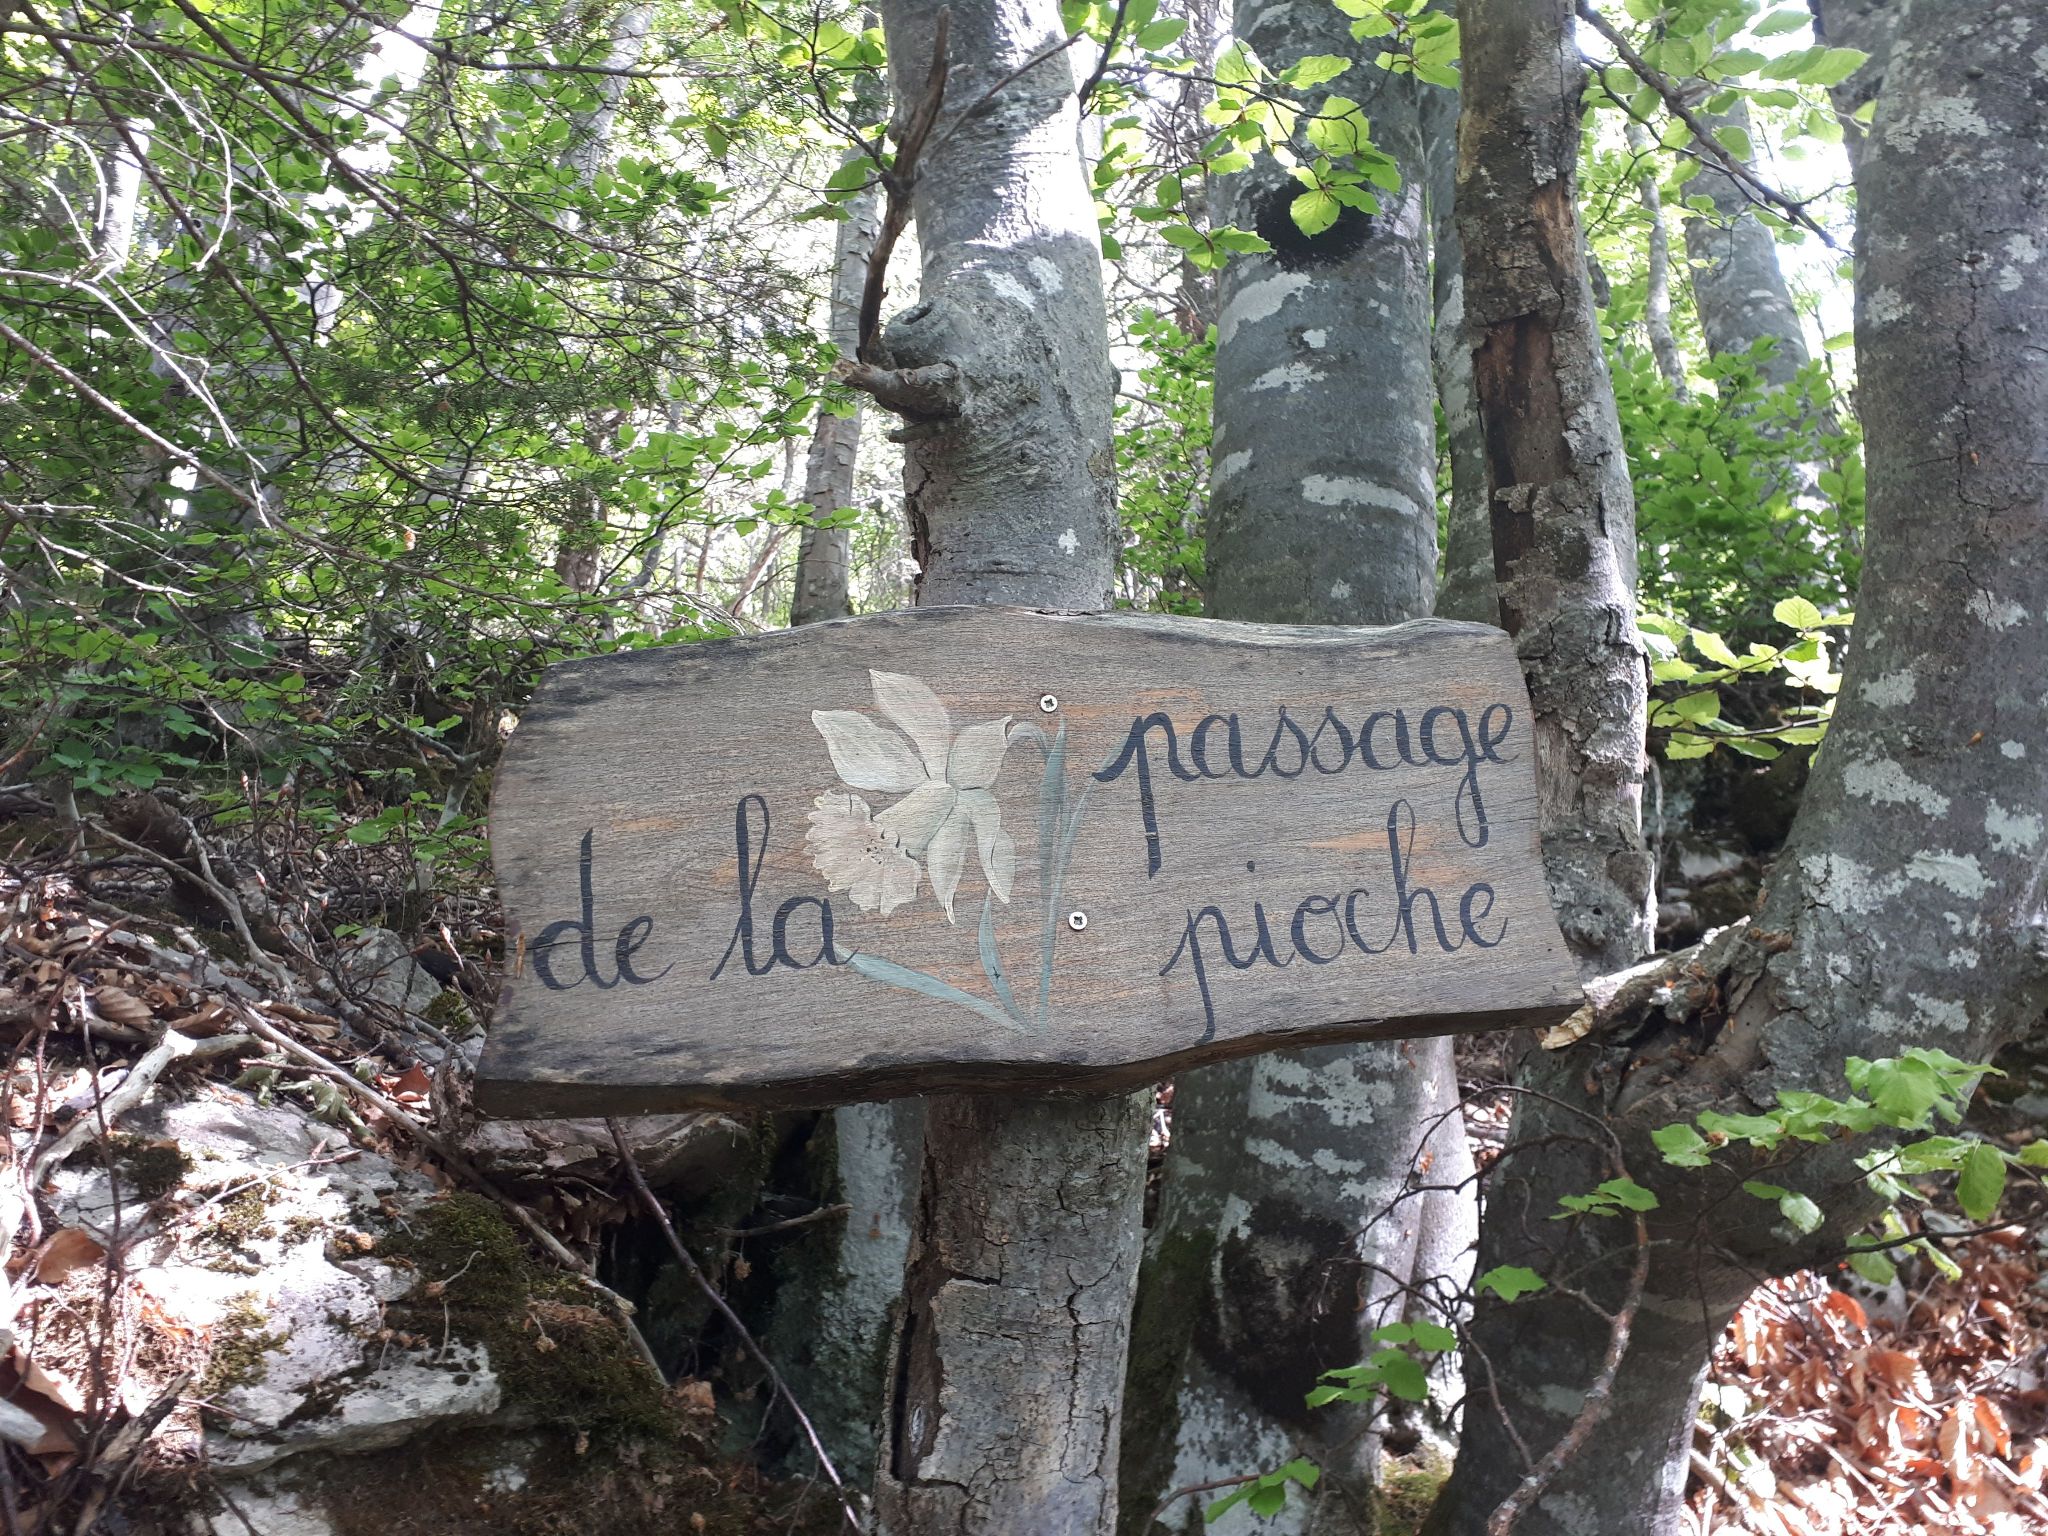 passage
de la pioche